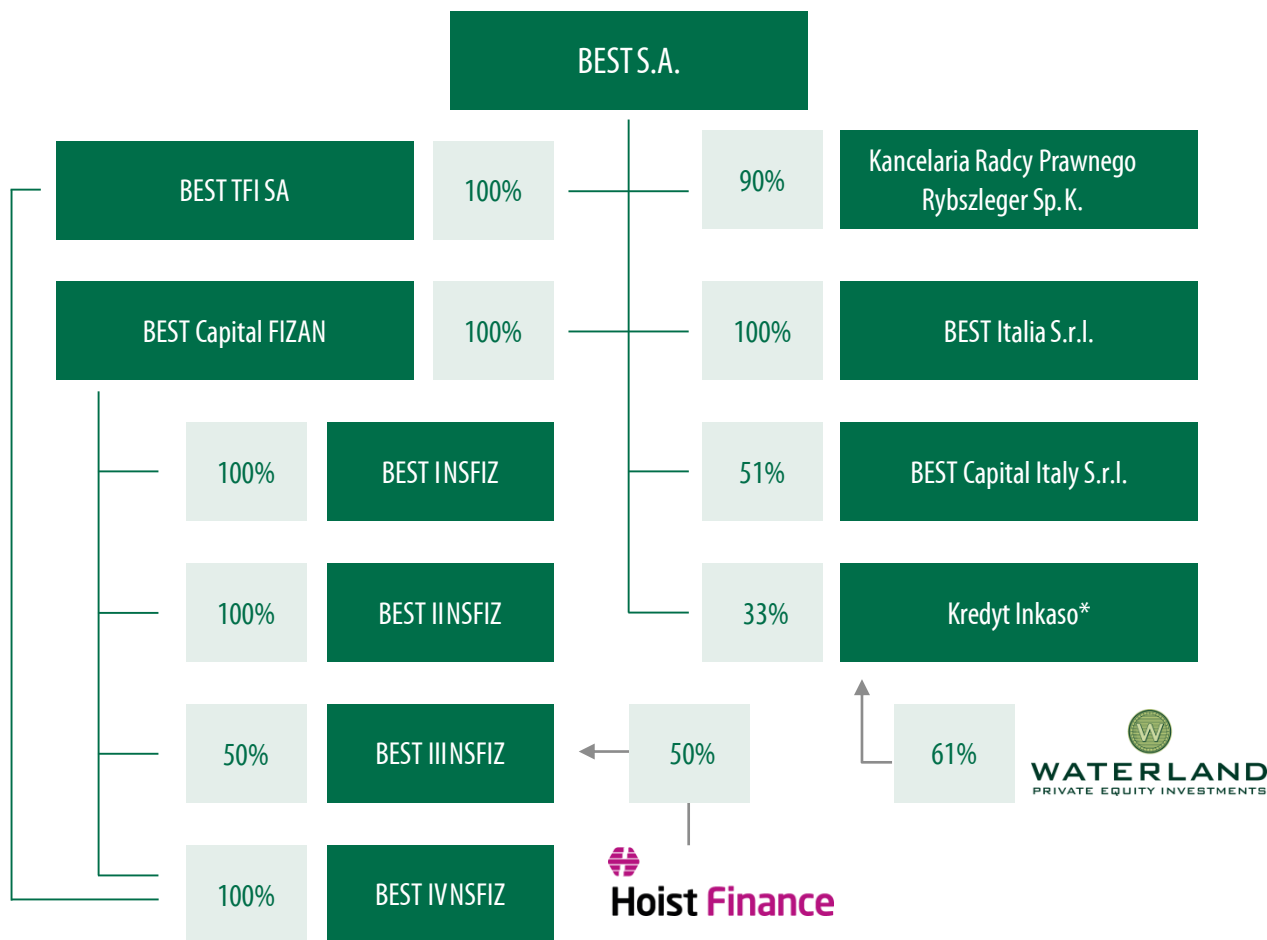 BEST S.A.
BEST TFI SA
100%
90%
Kancelaria Radcy Prawnego
Rybszleger Sp. K.
BEST Capital FIZAN
100%
100%
BEST Italia S.r.l.
100%
BEST I NSFIZ
51%
BEST Capital Italy S.r.l.
100%
BEST II NSFIZ
33%
Kredyt Inkaso*
50%
BEST III NSFIZ
50%
61%
W
WATERLAND
PRIVATE EQUITY INVESTMENTS
100%
BEST IV NSFIZ
Hoist Finance